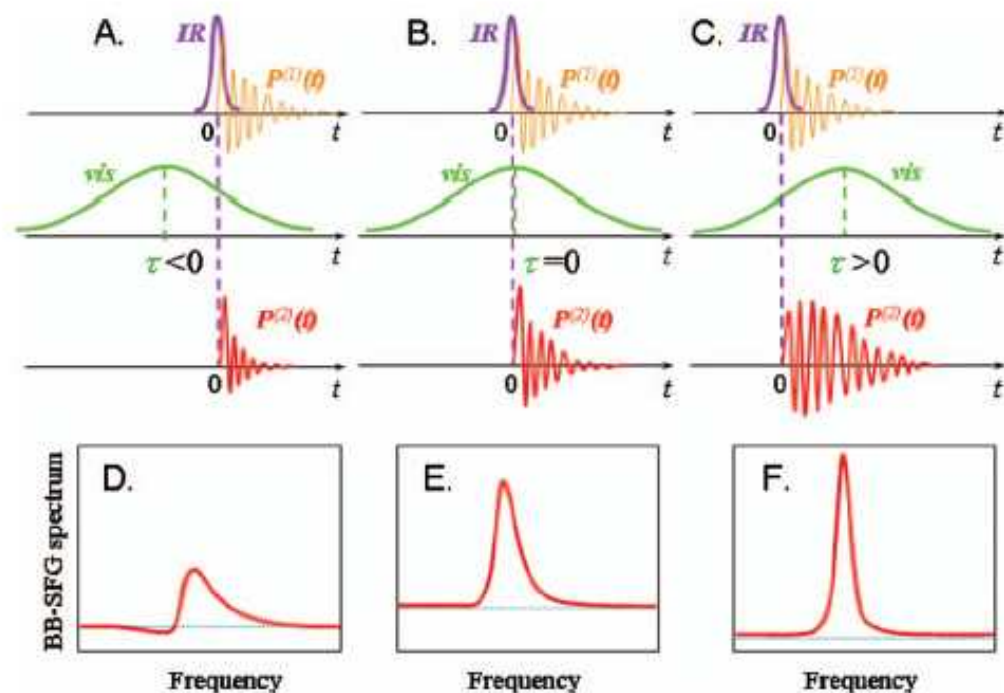 A. B. C.
IR IR IR
P⁽¹⁾(t) P⁽¹⁾(t) P⁽¹⁾(t)
0 t 0 t 0 t
vis vis vis
τ<0 t τ=0 t τ>0 t
P⁽²⁾(t) P⁽²⁾(t) P⁽²⁾(t)
0 t 0 t 0 t
D. E. F.
BB-SFG spectrum
Frequency Frequency Frequency